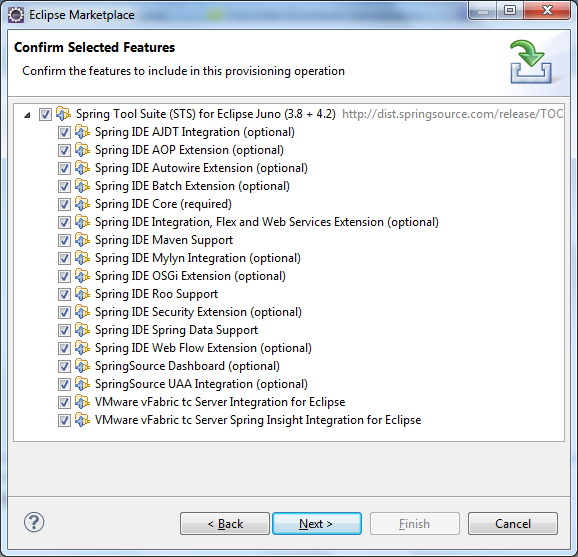 Eclipse Marketplace
Confirm Selected Features
Confirm the features to include in this provisioning operation
Spring Tool Suite (STS) for Eclipse Juno (3.8 + 4.2) http://dist.springsource.com/release/TOC
Spring IDE AJDT Integration (optional)
Spring IDE AOP Extension (optional)
Spring IDE Autowire Extension (optional)
Spring IDE Batch Extension (optional)
Spring IDE Core (required)
Spring IDE Integration, Flex and Web Services Extension (optional)
Spring IDE Maven Support
Spring IDE Mylyn Integration (optional)
Spring IDE OSGi Extension (optional)
Spring IDE Roo Support
Spring IDE Security Extension (optional)
Spring IDE Spring Data Support
Spring IDE Web Flow Extension (optional)
SpringSource Dashboard (optional)
SpringSource UAA Integration (optional)
VMware vFabric tc Server Integration for Eclipse
VMware vFabric tc Server Spring Insight Integration for Eclipse
? < Back Next > Finish Cancel